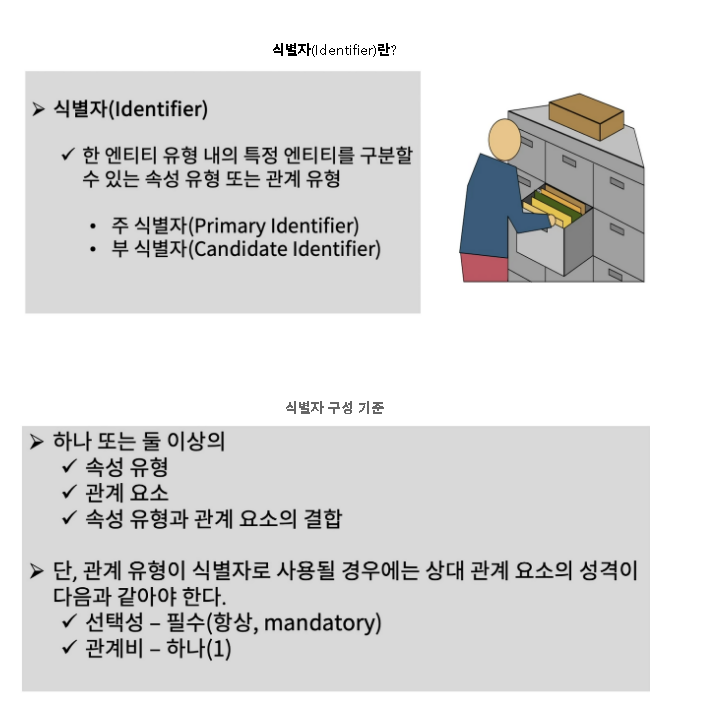 식별자(Identifier)란?
➢ 식별자(Identifier)
✓ 한 엔티티 유형 내의 특정 엔티티를 구분할
수 있는 속성 유형 또는 관계 유형
• 주 식별자(Primary Identifier)
• 부 식별자(Candidate Identifier)
식별자 구성 기준
➢ 하나 또는 둘 이상의
✓ 속성 유형
✓ 관계 요소
✓ 속성 유형과 관계 요소의 결합
➢ 단, 관계 유형이 식별자로 사용될 경우에는 상대 관계 요소의 성격이
다음과 같아야 한다.
✓ 선택성 – 필수(항상, mandatory)
✓ 관계비 – 하나(1)